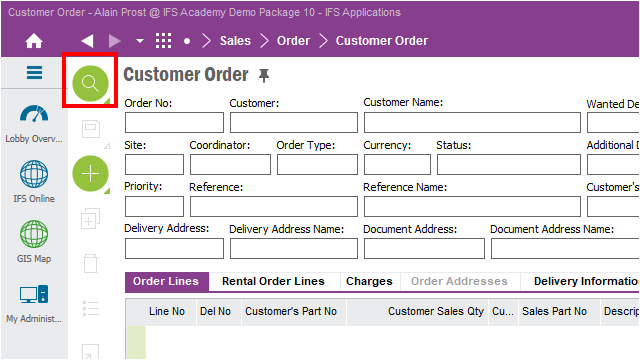 Customer Order - Alain Prost @ IFS Academy Demo Package 10 - IFS Applications
Sales Order Customer Order
Customer Order
Order No: Customer: Customer Name: Wanted De
Lobby Overv...
Site: Coordinator: Order Type: Currency: Status: Additional D
Priority: Reference: Reference Name: Customer's
IFS Online
Delivery Address: Delivery Address Name: Document Address: Document Address Name:
GIS Map
Order Lines Rental Order Lines Charges Order Addresses Delivery Information
Line No Del No Customer's Part No Customer Sales Qty Cu... Sales Part No Descrip
My Administ...